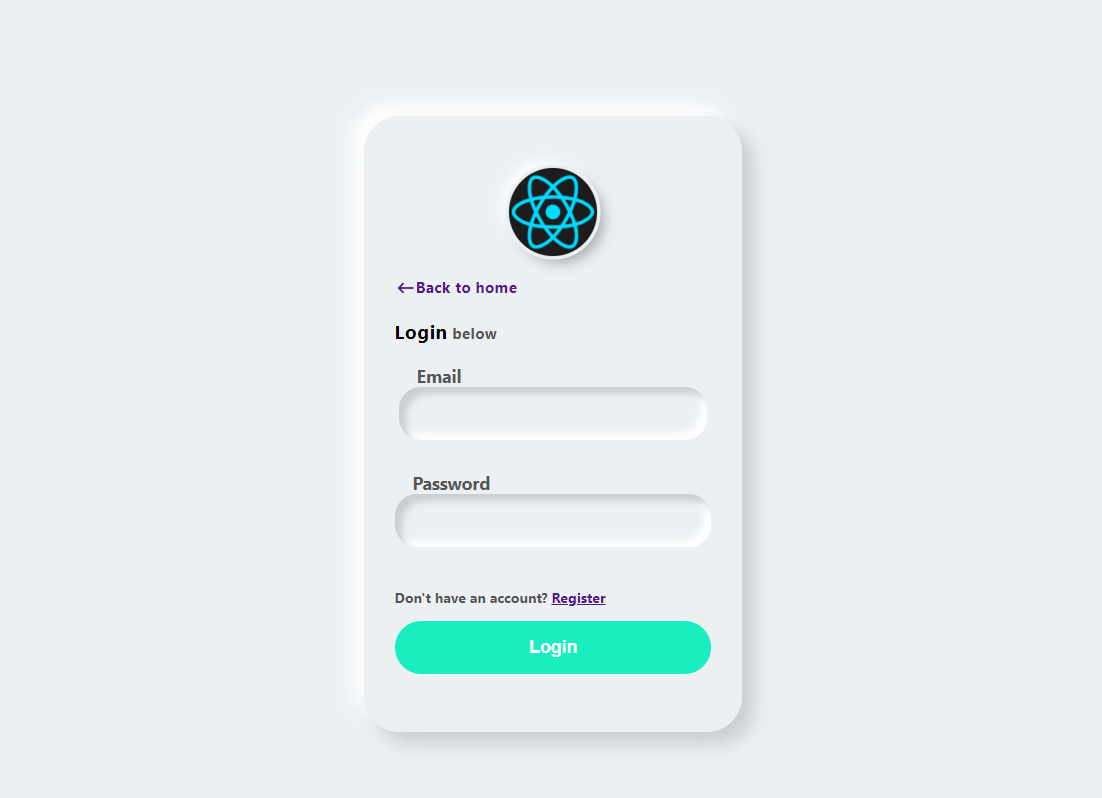 ←Back to home
Login below
Email
Password
Don't have an account? Register
Login